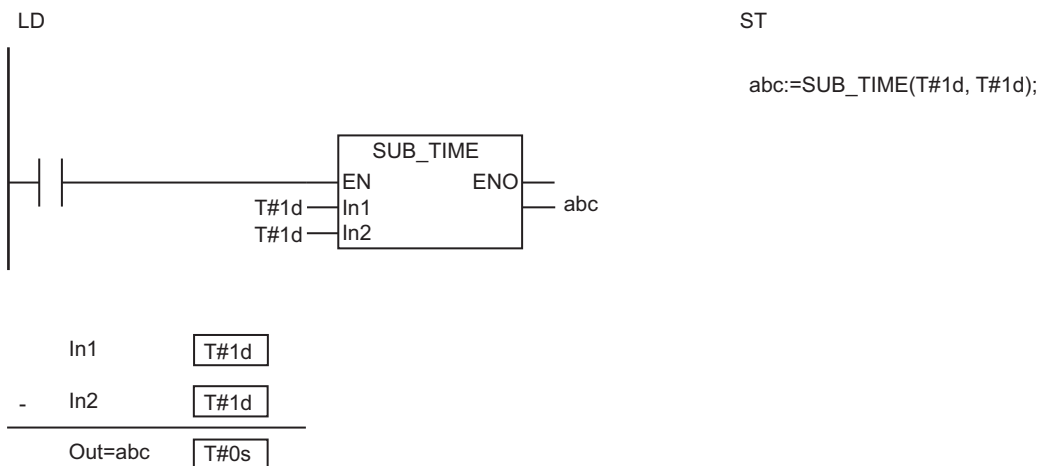 LD
ST
abc:=SUB_TIME(T#1d, T#1d);
SUB_TIME
EN ENO
T#1d In1 abc
T#1d In2
In1 T#1d
- In2 T#1d
Out=abc T#0s